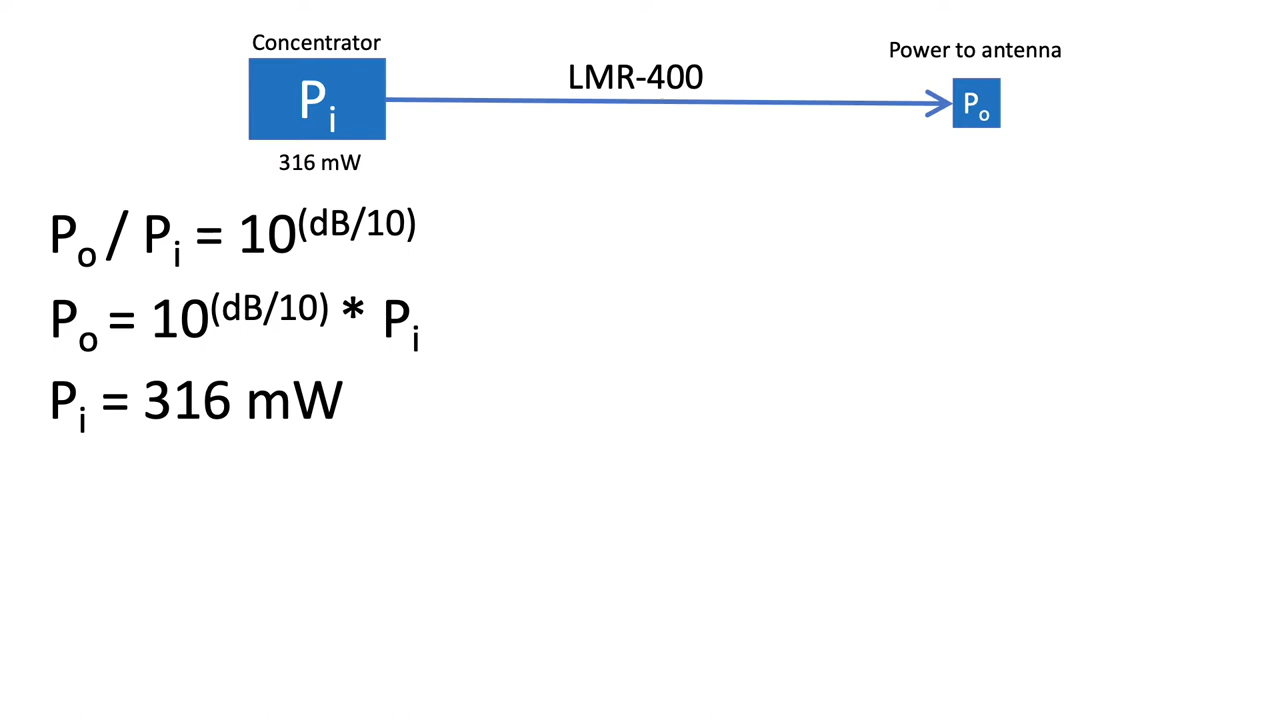 Concentrator
Power to antenna
LMR-400
Pi
Po
316 mW
Po / Pi = 10(dB/10)
Po = 10(dB/10) * Pi
Pi = 316 mW